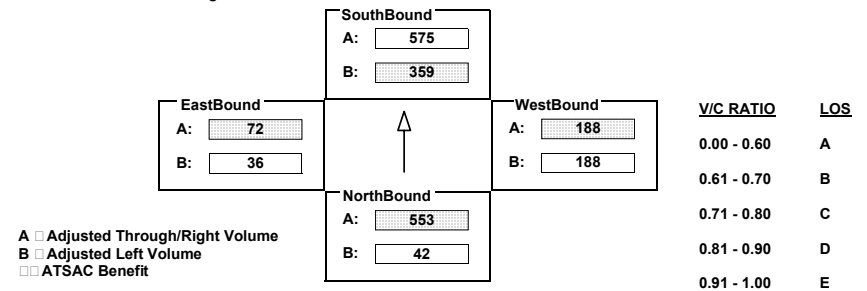 SouthBound
A: 575
B: 359
EastBound
A: 72
B: 36
WestBound
A: 188
B: 188
NorthBound
A: 553
B: 42
A □ Adjusted Through/Right Volume
B □ Adjusted Left Volume
□□ ATSAC Benefit
V/C RATIO LOS
0.00 - 0.60 A
0.61 - 0.70 B
0.71 - 0.80 C
0.81 - 0.90 D
0.91 - 1.00 E